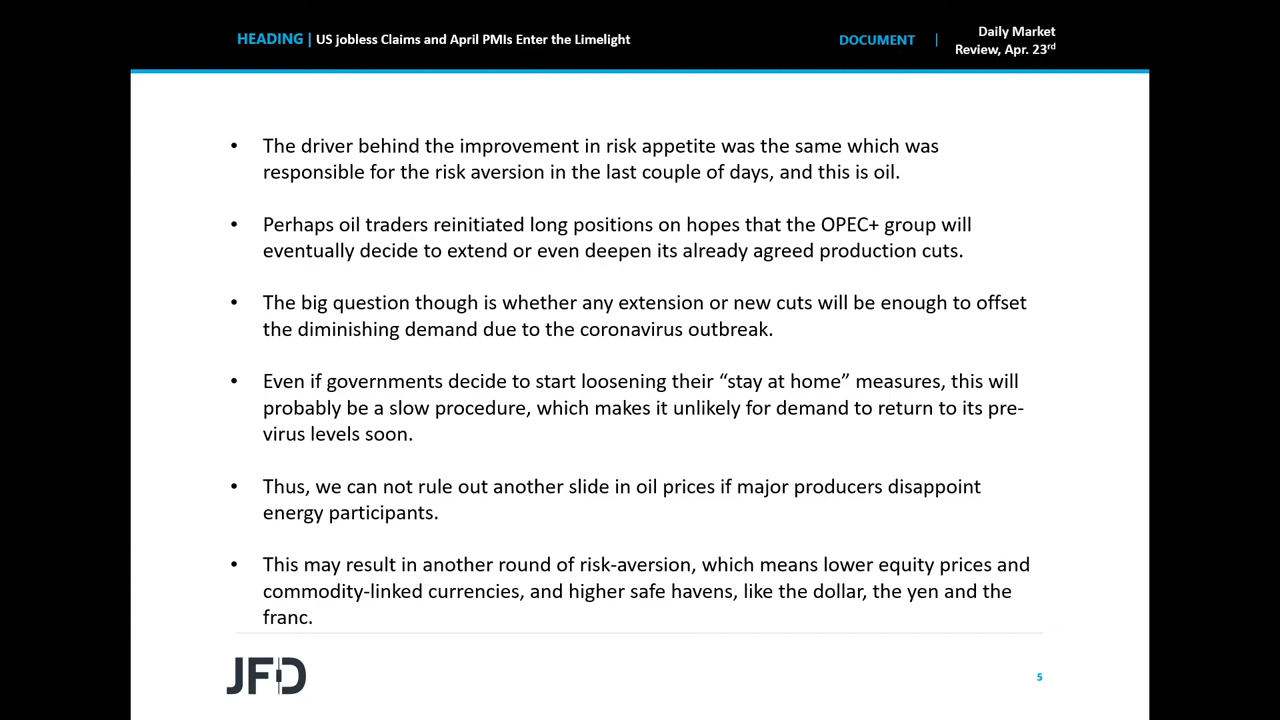 HEADING | US jobless Claims and April PMIs Enter the Limelight
DOCUMENT |
Daily Market
Review, Apr. 23rd
• The driver behind the improvement in risk appetite was the same which was
responsible for the risk aversion in the last couple of days, and this is oil.
• Perhaps oil traders reinitiated long positions on hopes that the OPEC+ group will
eventually decide to extend or even deepen its already agreed production cuts.
• The big question though is whether any extension or new cuts will be enough to offset
the diminishing demand due to the coronavirus outbreak.
• Even if governments decide to start loosening their “stay at home” measures, this will
probably be a slow procedure, which makes it unlikely for demand to return to its pre-
virus levels soon.
• Thus, we can not rule out another slide in oil prices if major producers disappoint
energy participants.
• This may result in another round of risk-aversion, which means lower equity prices and
commodity-linked currencies, and higher safe havens, like the dollar, the yen and the
franc.
JFD
5